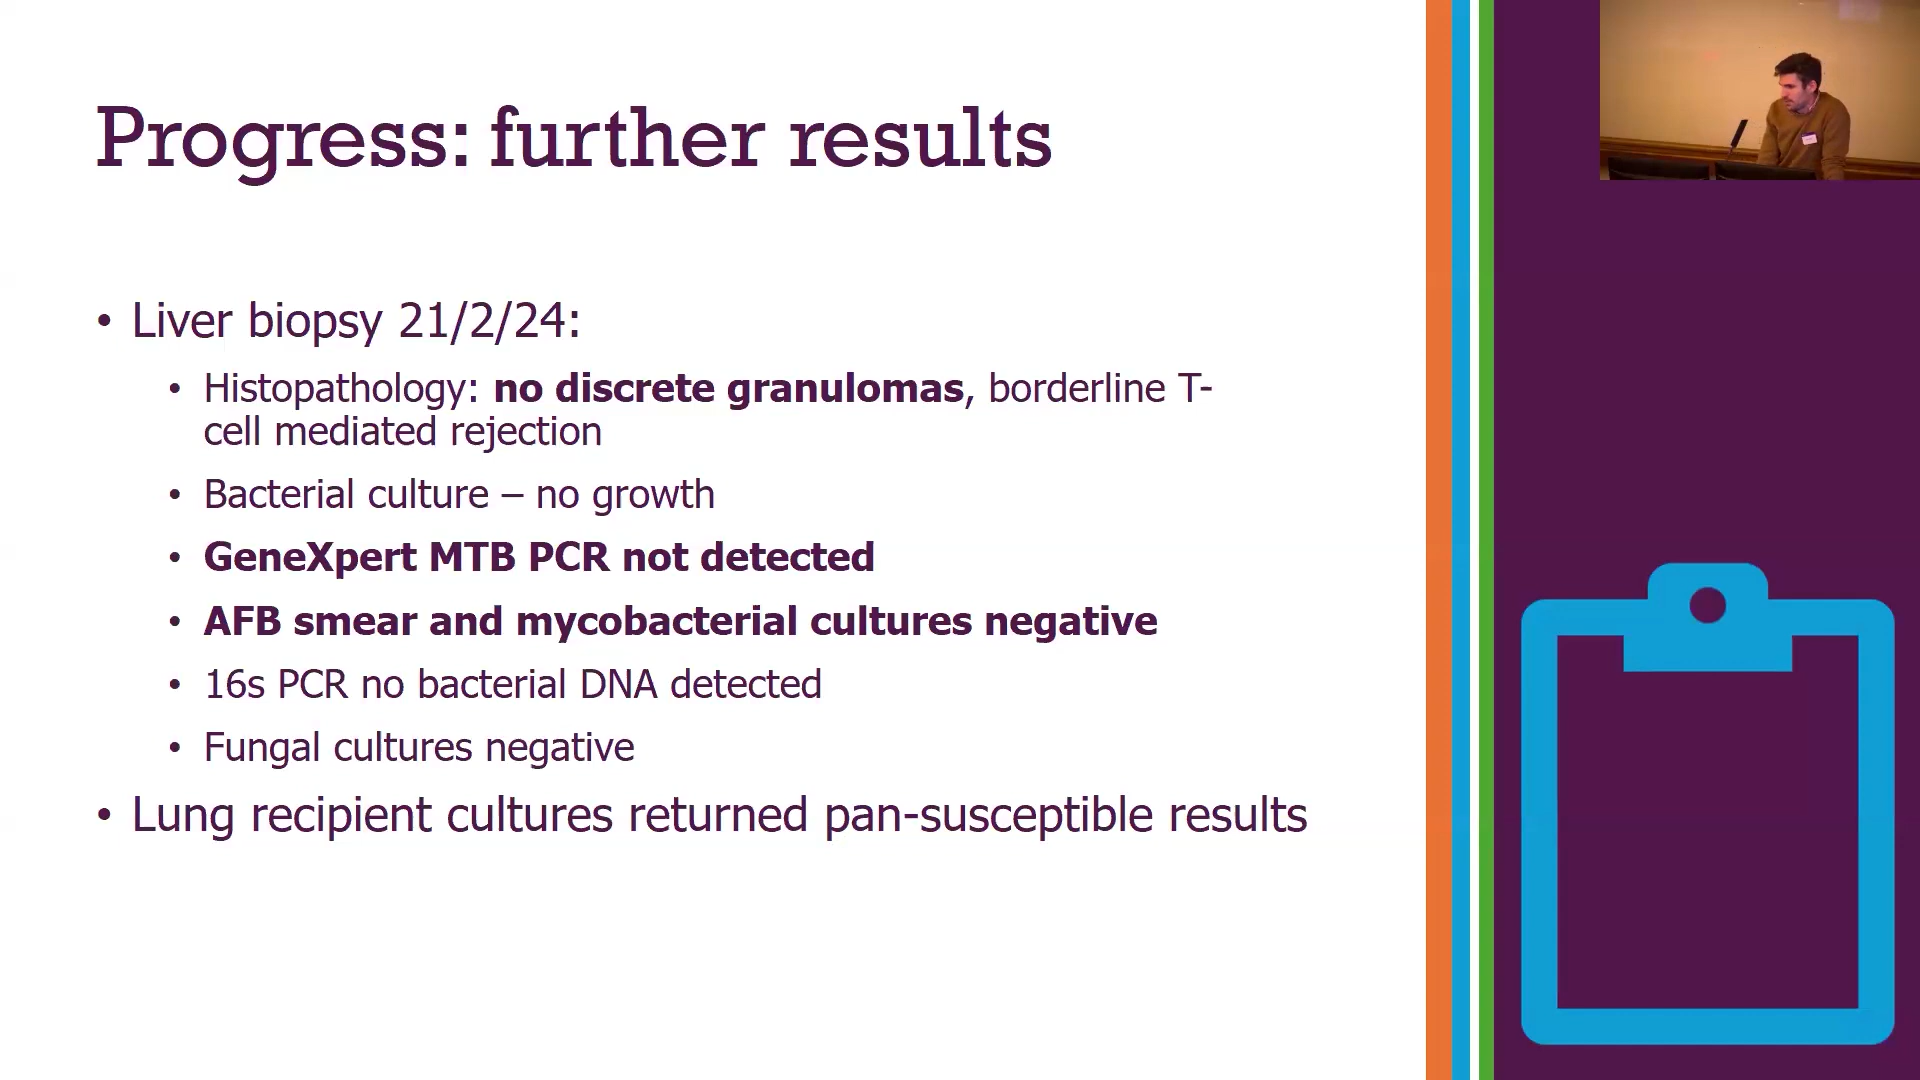 Progress: further results
• Liver biopsy 21/2/24:
• Histopathology: no discrete granulomas, borderline T-
cell mediated rejection
• Bacterial culture – no growth
• GeneXpert MTB PCR not detected
• AFB smear and mycobacterial cultures negative
• 16s PCR no bacterial DNA detected
• Fungal cultures negative
• Lung recipient cultures returned pan-susceptible results